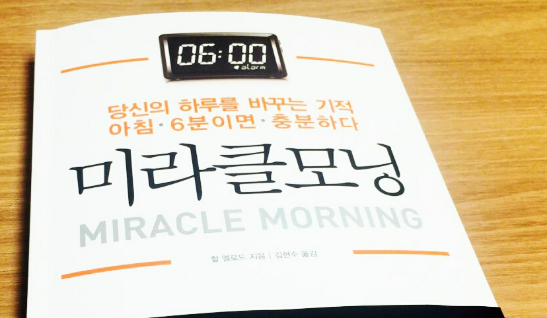 06:00
alarm
당신의 하루를 바꾸는 기적
아침·6분이면·충분하다
미라클모닝
MIRACLE MORNING
할 엘로드 지음 | 김현수 옮김